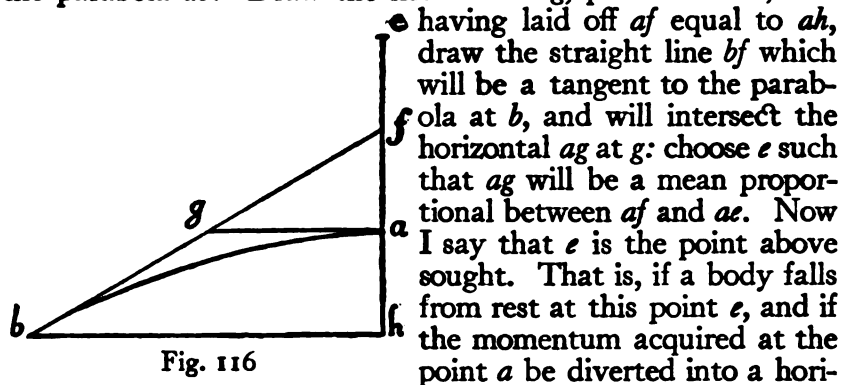 having laid off af equal to ah,
draw the straight line bf which
will be a tangent to the parab-
ola at b, and will intersect the
horizontal ag at g: choose e such
that ag will be a mean propor-
tional between af and ae. Now
I say that e is the point above
sought. That is, if a body falls
from rest at this point e, and if
the momentum acquired at the
point a be diverted into a hori-
e
f
g
a
b
h
Fig. 116